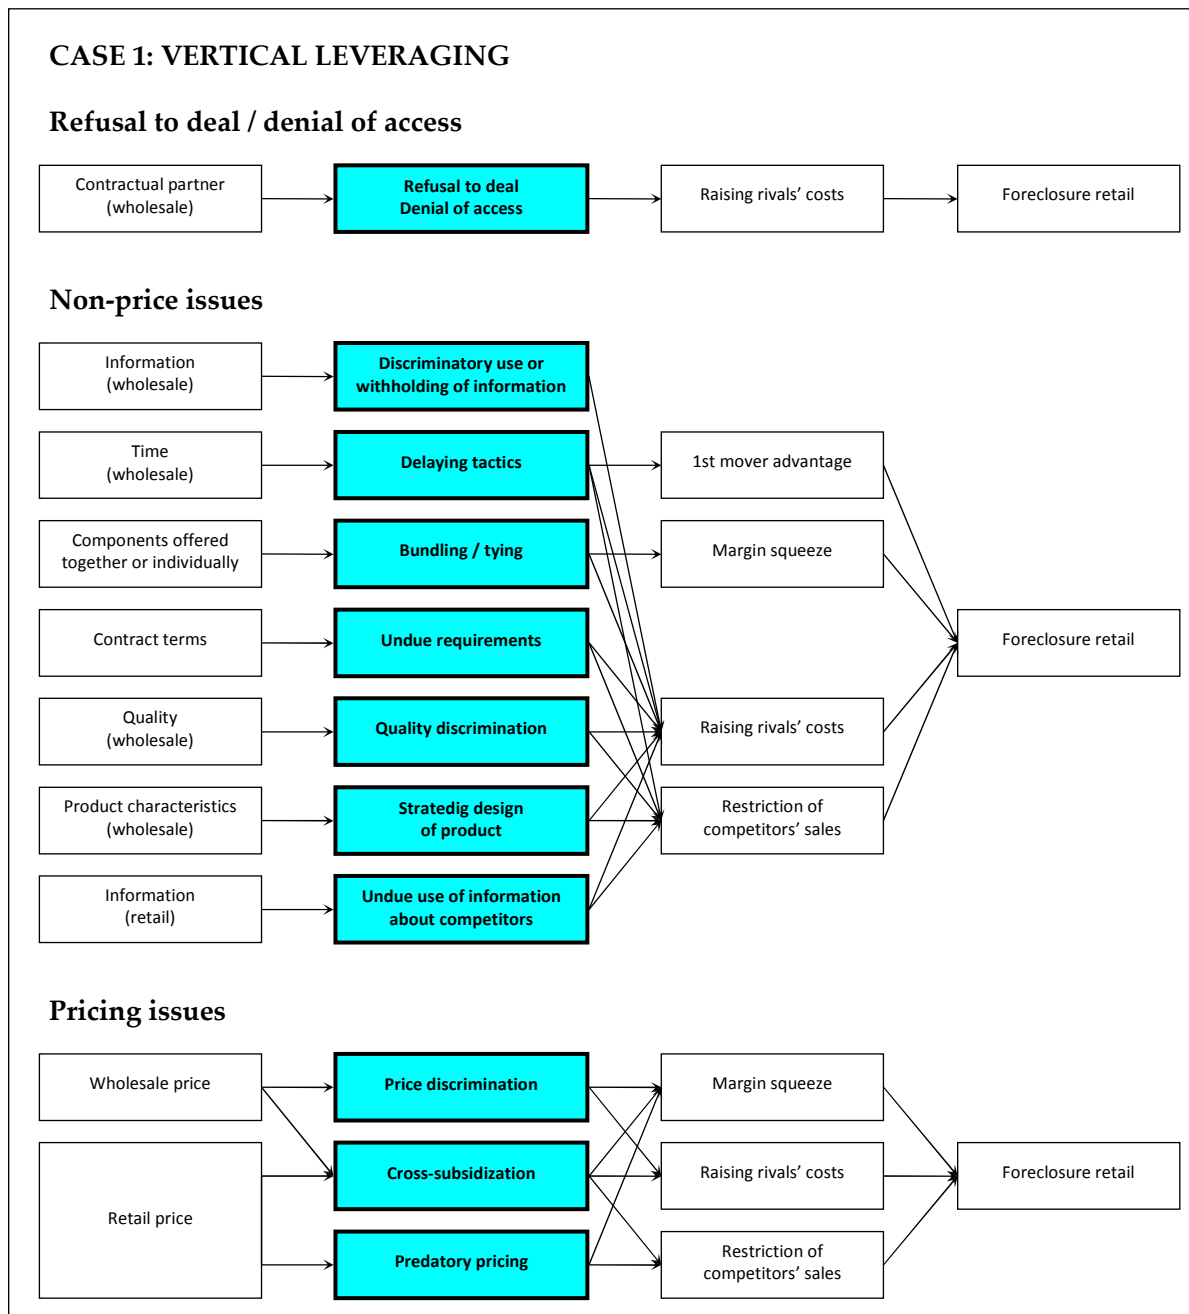 CASE 1: VERTICAL LEVERAGING
Refusal to deal / denial of access
Contractual partner
(wholesale)
Refusal to deal
Denial of access
Raising rivals’ costs
Foreclosure retail
Non-price issues
Information
(wholesale)
Discriminatory use or
withholding of information
Time
(wholesale)
Delaying tactics
1st mover advantage
Components offered
together or individually
Bundling / tying
Margin squeeze
Contract terms
Undue requirements
Foreclosure retail
Quality
(wholesale)
Quality discrimination
Raising rivals’ costs
Product characteristics
(wholesale)
Stratedig design
of product
Restriction of
competitors’ sales
Information
(retail)
Undue use of information
about competitors
Pricing issues
Wholesale price
Price discrimination
Margin squeeze
Retail price
Cross-subsidization
Raising rivals’ costs
Foreclosure retail
Predatory pricing
Restriction of
competitors’ sales